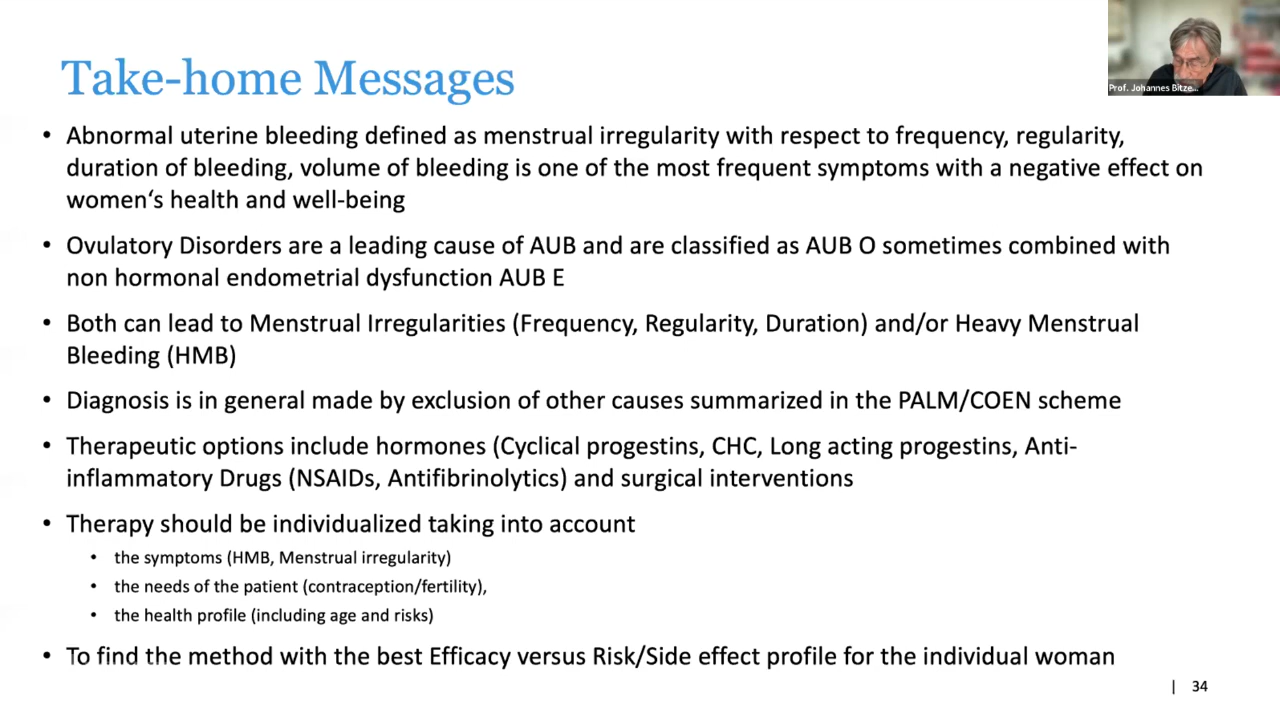 Take-home Messages
Prof. Johannes Bitze...
• Abnormal uterine bleeding defined as menstrual irregularity with respect to frequency, regularity,
duration of bleeding, volume of bleeding is one of the most frequent symptoms with a negative effect on
women‘s health and well-being
• Ovulatory Disorders are a leading cause of AUB and are classified as AUB O sometimes combined with
non hormonal endometrial dysfunction AUB E
• Both can lead to Menstrual Irregularities (Frequency, Regularity, Duration) and/or Heavy Menstrual
Bleeding (HMB)
• Diagnosis is in general made by exclusion of other causes summarized in the PALM/COEN scheme
• Therapeutic options include hormones (Cyclical progestins, CHC, Long acting progestins, Anti-
inflammatory Drugs (NSAIDs, Antifibrinolytics) and surgical interventions
• Therapy should be individualized taking into account
• the symptoms (HMB, Menstrual irregularity)
• the needs of the patient (contraception/fertility),
• the health profile (including age and risks)
• To find the method with the best Efficacy versus Risk/Side effect profile for the individual woman
| 34